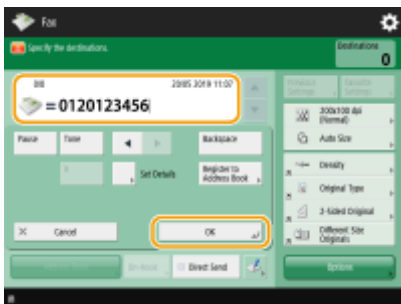 Fax
Specify the destinations.
Destinations
0
20/05 2019 11:07
=0120123456
200x100 dpi
(Normal)
Auto Size
Pause
Tone
Backspace
Density
Set Details
Register to
Address Book
Original Type
2-Sided Original
Cancel
OK
Different Size
Originals
Direct Send
Options